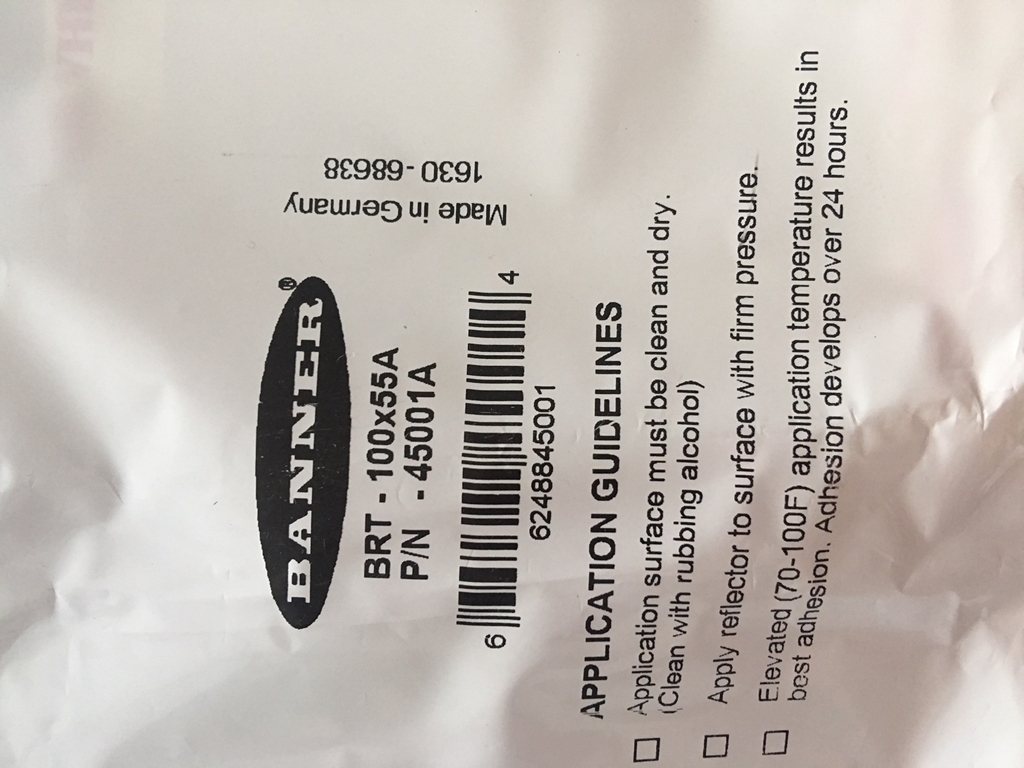 BANNER®
BRT - 100x55A
P/N - 45001A
Made in Germany
1630 - 68638
6 4
6248845001
APPLICATION GUIDELINES
Application surface must be clean and dry.
(Clean with rubbing alcohol)
Apply reflector to surface with firm pressure.
Elevated (70-100F) application temperature results in
best adhesion. Adhesion develops over 24 hours.